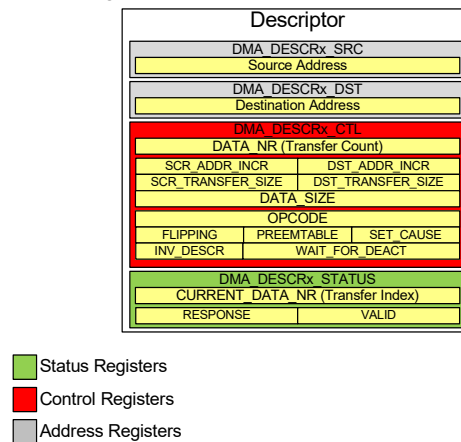 Descriptor
DMA_DESCRx_SRC
Source Address
DMA_DESCRx_DST
Destination Address
DMA_DESCRx_CTL
DATA_NR (Transfer Count)
SCR_ADDR_INCR DST_ADDR_INCR
SCR_TRANSFER_SIZE DST_TRANSFER_SIZE
DATA_SIZE
OPCODE
FLIPPING PREEMTABLE SET_CAUSE
INV_DESCR WAIT_FOR_DEACT
DMA_DESCRx_STATUS
CURRENT_DATA_NR (Transfer Index)
RESPONSE VALID
Status Registers
Control Registers
Address Registers